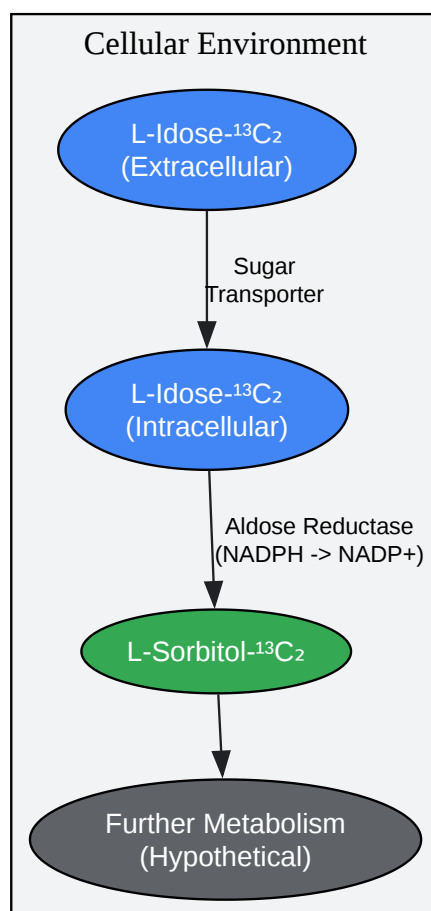 Cellular Environment
L-Idose-¹³C₂
(Extracellular)
Sugar
Transporter
L-Idose-¹³C₂
(Intracellular)
Aldose Reductase
(NADPH -> NADP+)
L-Sorbitol-¹³C₂
Further Metabolism
(Hypothetical)